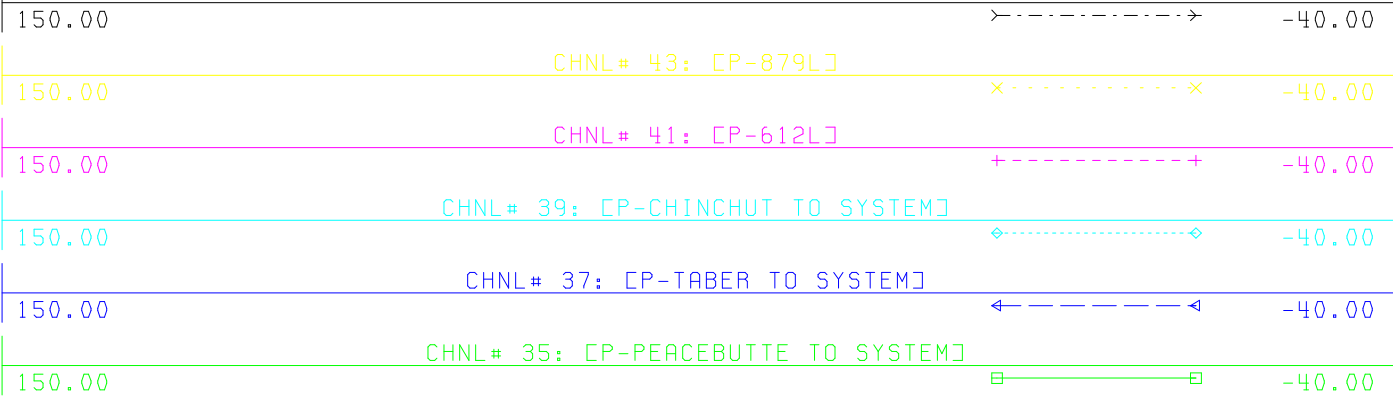 150.00 -40.00
CHNL# 43: [P-879L]
150.00 -40.00
CHNL# 41: [P-612L]
150.00 -40.00
CHNL# 39: [P-CHINCHUT TO SYSTEM]
150.00 -40.00
CHNL# 37: [P-TABER TO SYSTEM]
150.00 -40.00
CHNL# 35: [P-PEACEBUTTE TO SYSTEM]
150.00 -40.00